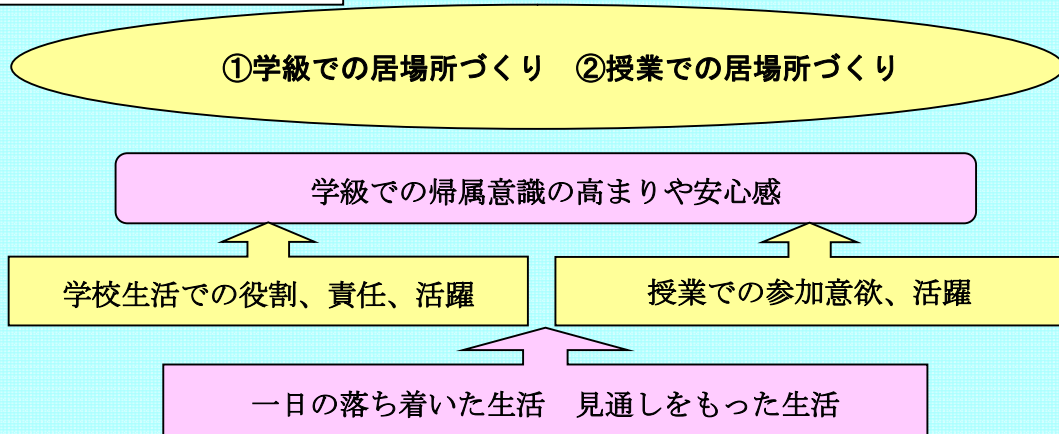 ①学級での居場所づくり　②授業での居場所づくり
学級での帰属意識の高まりや安心感
学校生活での役割、責任、活躍
授業での参加意欲、活躍
一日の落ち着いた生活　見通しをもった生活